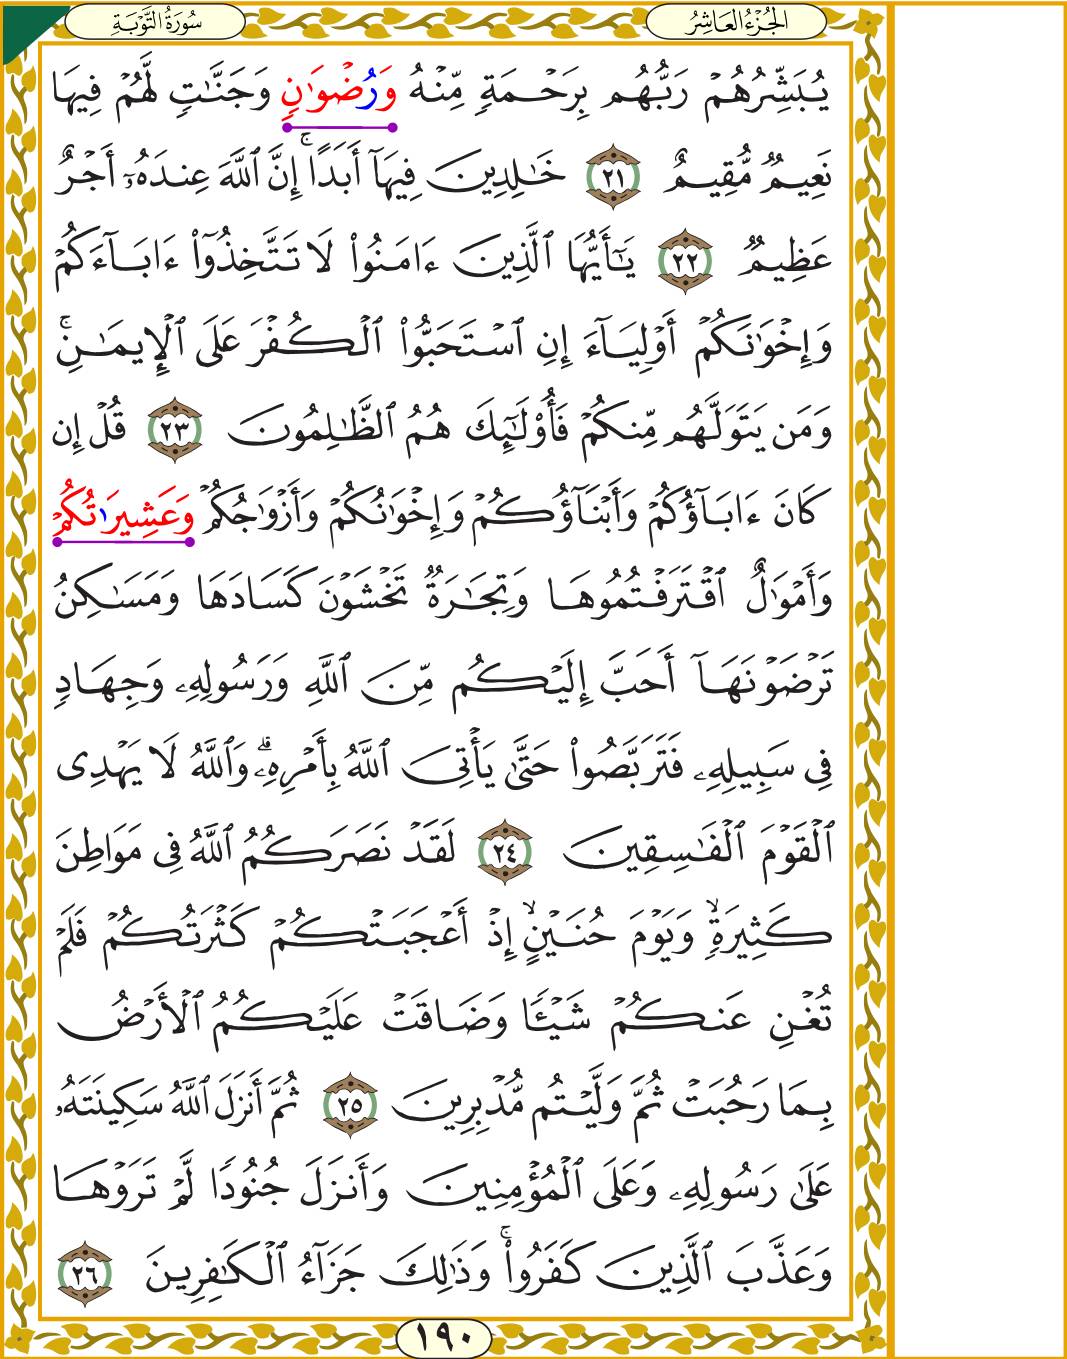 الجُزْءُ العَاشِرُ
سُورَةُ التَّوْبَةِ
يُبَشِّرُهُمْ رَبُّهُم بِرَحْمَةٍ مِّنْهُ وَرُضْوَٰنٍ وَجَنَّٰتٍ لَّهُمْ فِيهَا
نَعِيمٌ مُّقِيمٌ ٢١ خَٰلِدِينَ فِيهَآ أَبَدًا ۚ إِنَّ ٱللَّهَ عِندَهُۥٓ أَجْرٌ
عَظِيمٌ ٢٢ يَٰٓأَيُّهَا ٱلَّذِينَ ءَامَنُوا۟ لَا تَتَّخِذُوٓا۟ ءَابَآءَكُمْ
وَإِخْوَٰنَكُمْ أَوْلِيَآءَ إِنِ ٱسْتَحَبُّوا۟ ٱلْكُفْرَ عَلَى ٱلْإِيمَٰنِ ۚ
وَمَن يَتَوَلَّهُم مِّنكُمْ فَأُو۟لَٰٓئِكَ هُمُ ٱلظَّٰلِمُونَ ٢٣ قُلْ إِن
كَانَ ءَابَآؤُكُمْ وَأَبْنَآؤُكُمْ وَإِخْوَٰنُكُمْ وَأَزْوَٰجُكُمْ وَعَشِيرَٰتُكُمْ
وَأَمْوَٰلٌ ٱقْتَرَفْتُمُوهَا وَتِجَٰرَةٌ تَخْشَوْنَ كَسَادَهَا وَمَسَٰكِنُ
تَرْضَوْنَهَآ أَحَبَّ إِلَيْكُم مِّنَ ٱللَّهِ وَرَسُولِهِۦ وَجِهَادٍ
فِى سَبِيلِهِۦ فَتَرَبَّصُوا۟ حَتَّىٰ يَأْتِىَ ٱللَّهُ بِأَمْرِهِۦ ۗ وَٱللَّهُ لَا يَهْدِى
ٱلْقَوْمَ ٱلْفَٰسِقِينَ ٢٤ لَقَدْ نَصَرَكُمُ ٱللَّهُ فِى مَوَاطِنَ
كَثِيرَةٍ ۙ وَيَوْمَ حُنَيْنٍ ۙ إِذْ أَعْجَبَتْكُمْ كَثْرَتُكُمْ فَلَمْ
تُغْنِ عَنكُمْ شَيْـًٔا وَضَاقَتْ عَلَيْكُمُ ٱلْأَرْضُ
بِمَا رَحُبَتْ ثُمَّ وَلَّيْتُم مُّدْبِرِينَ ٢٥ ثُمَّ أَنزَلَ ٱللَّهُ سَكِينَتَهُۥ
عَلَىٰ رَسُولِهِۦ وَعَلَى ٱلْمُؤْمِنِينَ وَأَنزَلَ جُنُودًا لَّمْ تَرَوْهَا
وَعَذَّبَ ٱلَّذِينَ كَفَرُوا۟ ۚ وَذَٰلِكَ جَزَآءُ ٱلْكَٰفِرِينَ ٢٦
١٩٠